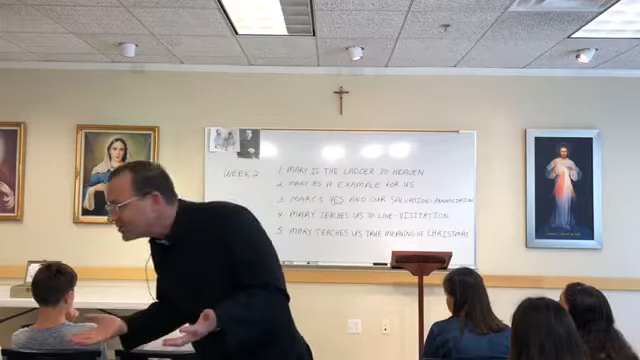 WEEK 2
1 MARY IS THE LADDER TO HEAVEN
2 MARY AS A EXAMPLE FOR US
3 MARY'S YES AND OUR SALVATION-ANNUNCIATION
4 MARY TEACHES US TO LOVE-VISITATION
5 MARY TEACHES US TRUE MEANING OF CHRISTMAS